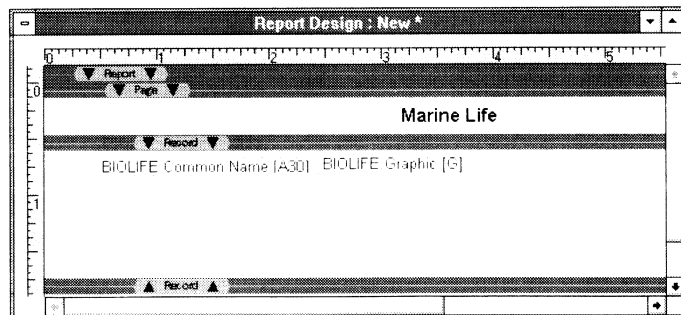 Report Design : New *
0 1 2 3 4 5
Report
0
Page
Marine Life
Record
BIOLIFE Common Name [A30] BIOLIFE Graphic [G]
1
Record